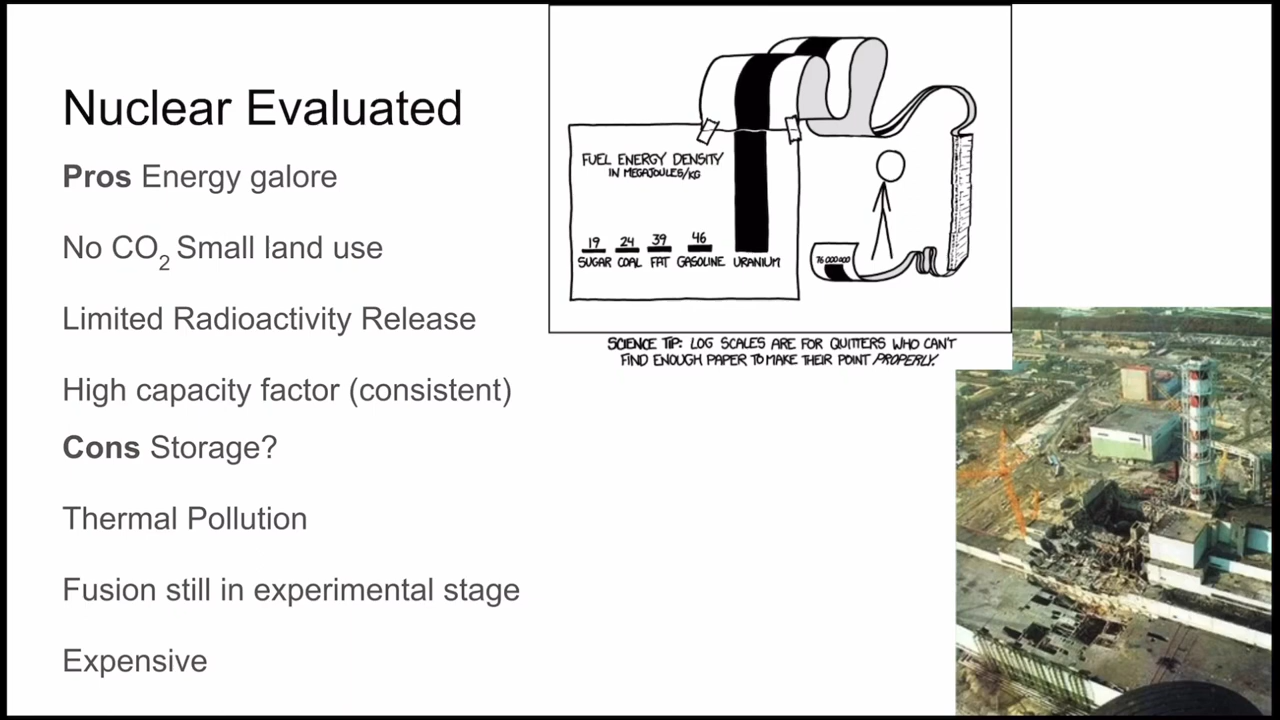 Nuclear Evaluated
Pros Energy galore
No CO₂ Small land use
Limited Radioactivity Release
High capacity factor (consistent)
Cons Storage?
Thermal Pollution
Fusion still in experimental stage
Expensive
FUEL ENERGY DENSITY
IN MEGAJOULES/KG
19 24 39 46
SUGAR COAL FAT GASOLINE URANIUM
76 000 000
SCIENCE TIP: LOG SCALES ARE FOR QUITTERS WHO CAN'T
FIND ENOUGH PAPER TO MAKE THEIR POINT PROPERLY.